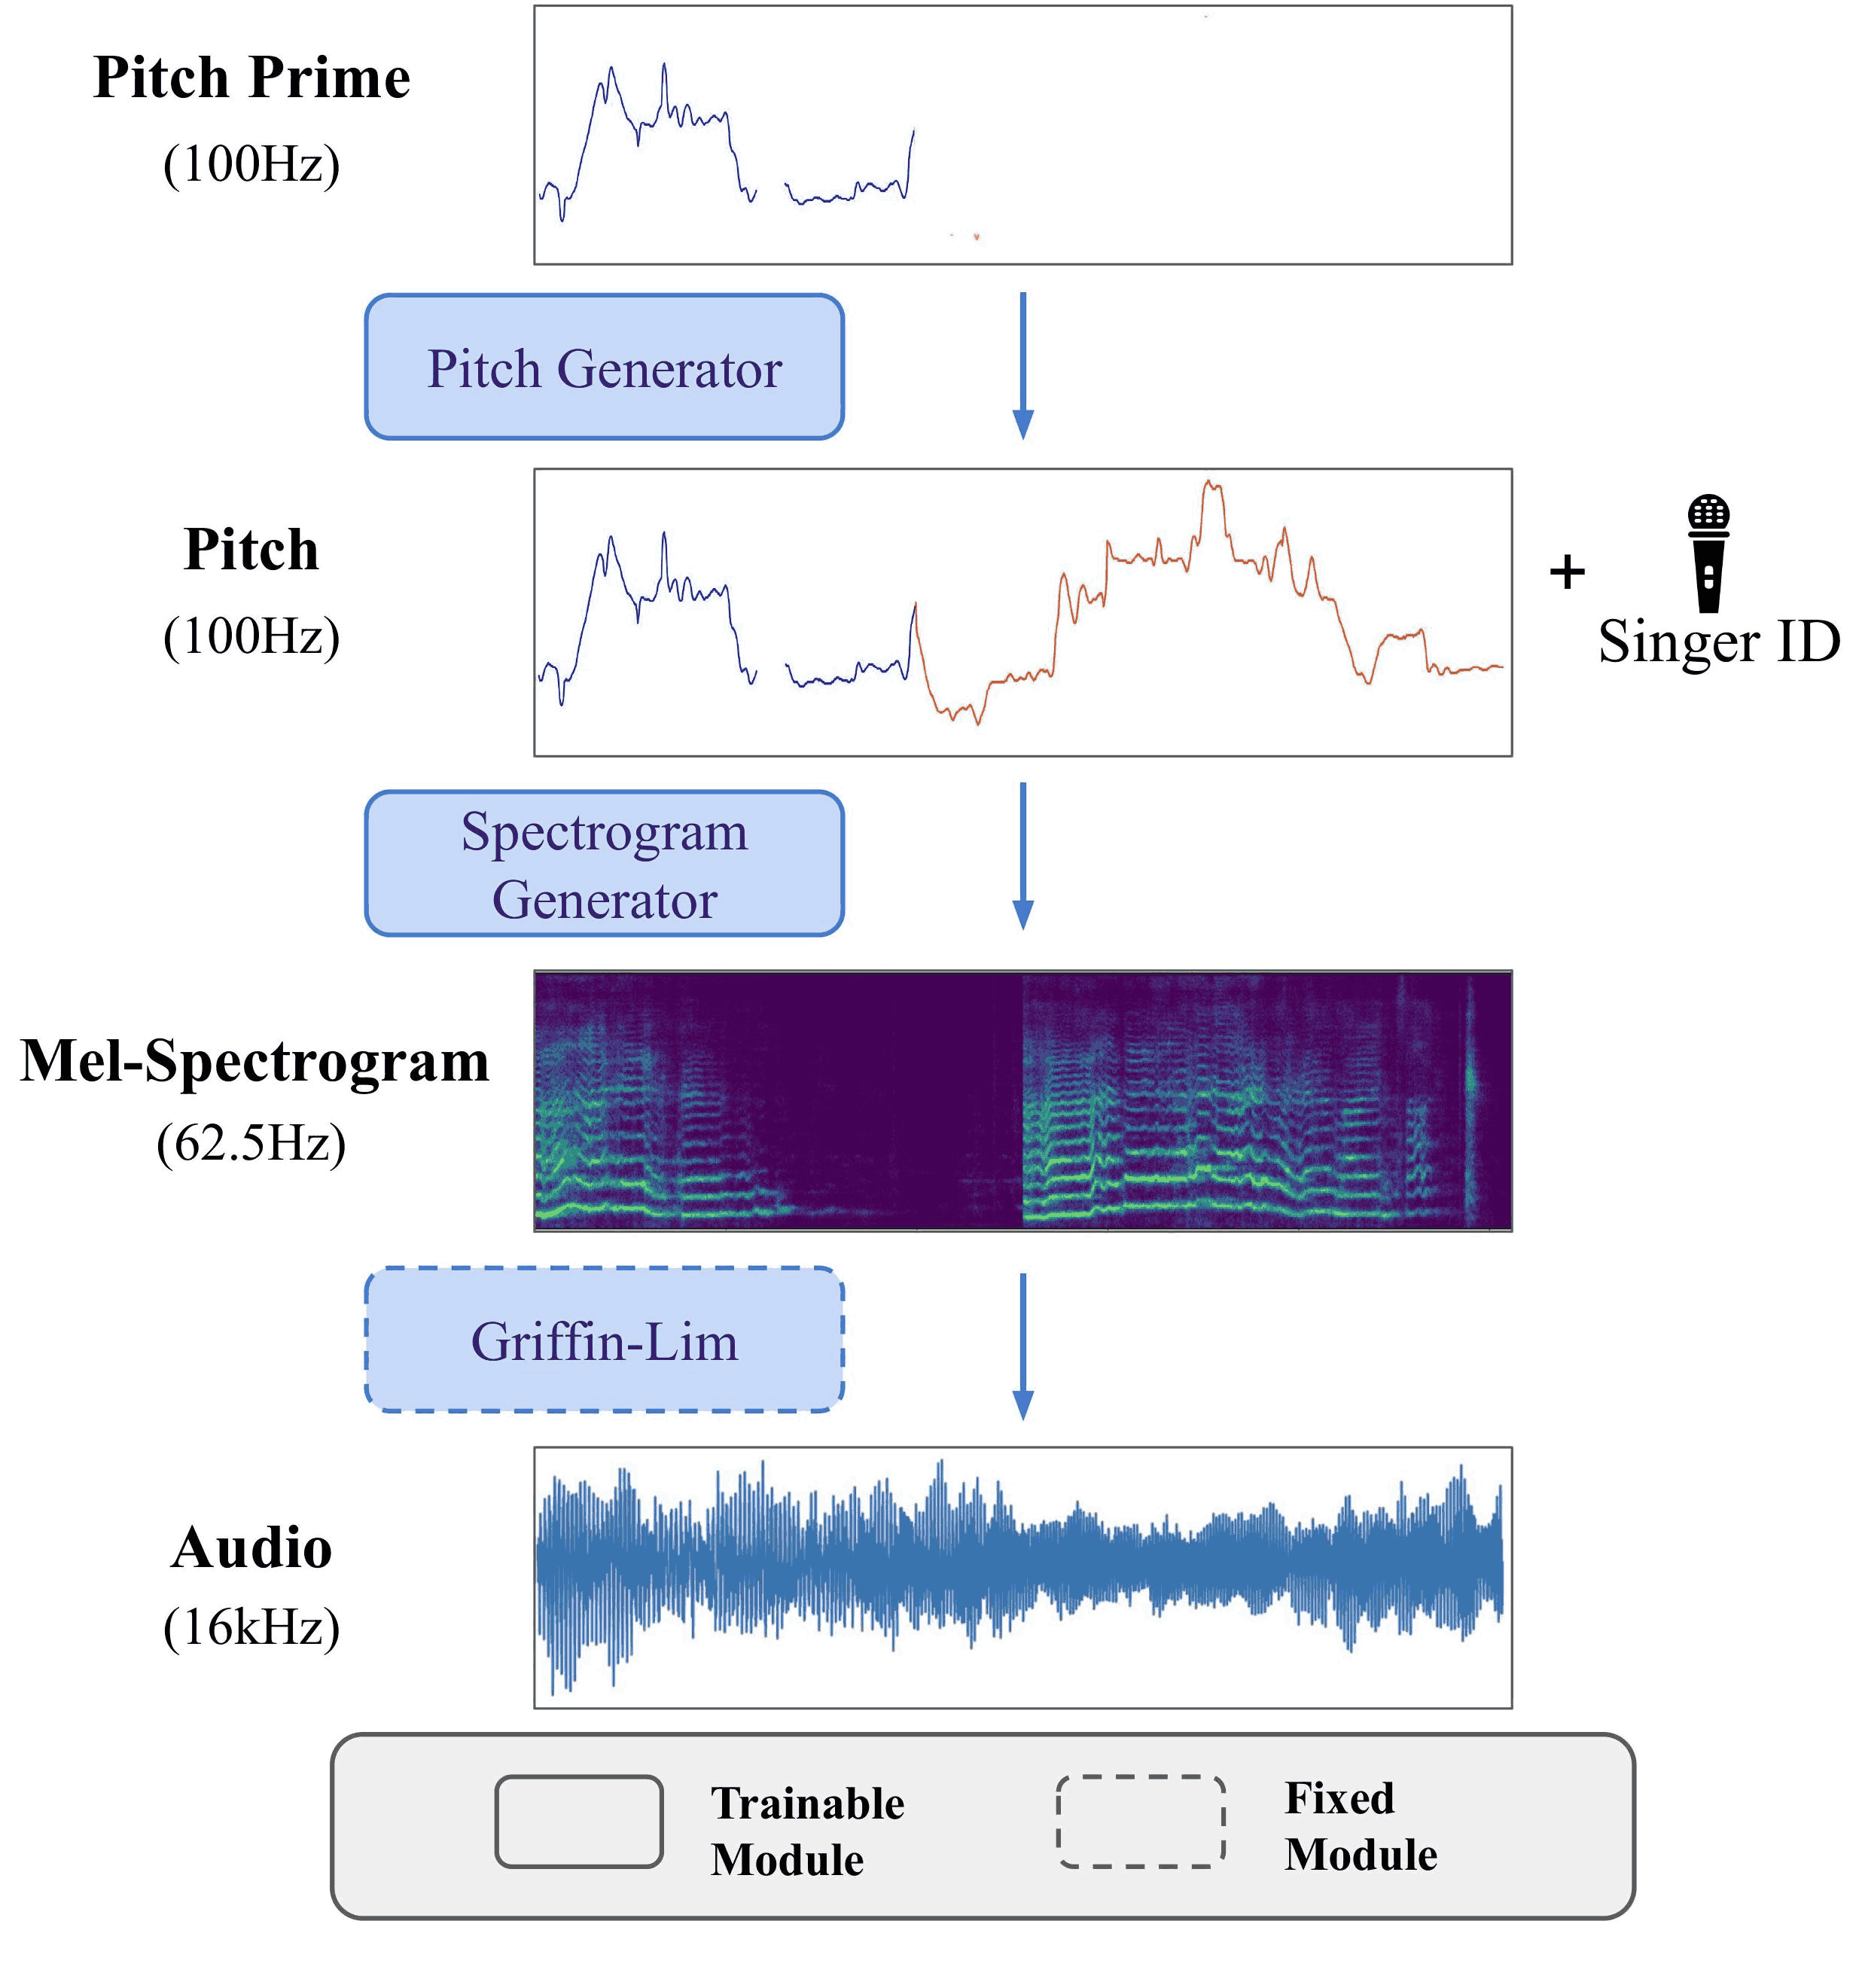 Pitch Prime
(100Hz)
Pitch Generator
Pitch
(100Hz)
+
Singer ID
Spectrogram
Generator
Mel-Spectrogram
(62.5Hz)
Griffin-Lim
Audio
(16kHz)
Trainable
Module
Fixed
Module